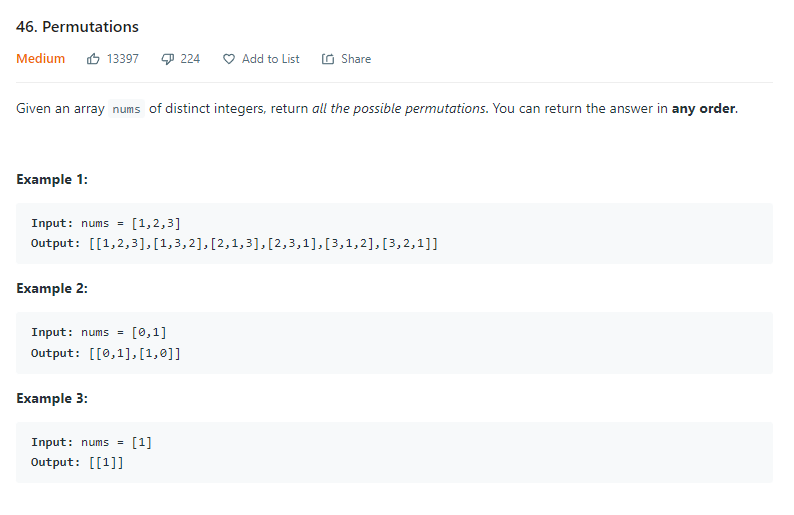 46. Permutations
Medium 13397 224 Add to List Share
Given an array nums of distinct integers, return all the possible permutations. You can return the answer in any order.
Example 1:
Input: nums = [1,2,3]
Output: [[1,2,3],[1,3,2],[2,1,3],[2,3,1],[3,1,2],[3,2,1]]
Example 2:
Input: nums = [0,1]
Output: [[0,1],[1,0]]
Example 3:
Input: nums = [1]
Output: [[1]]